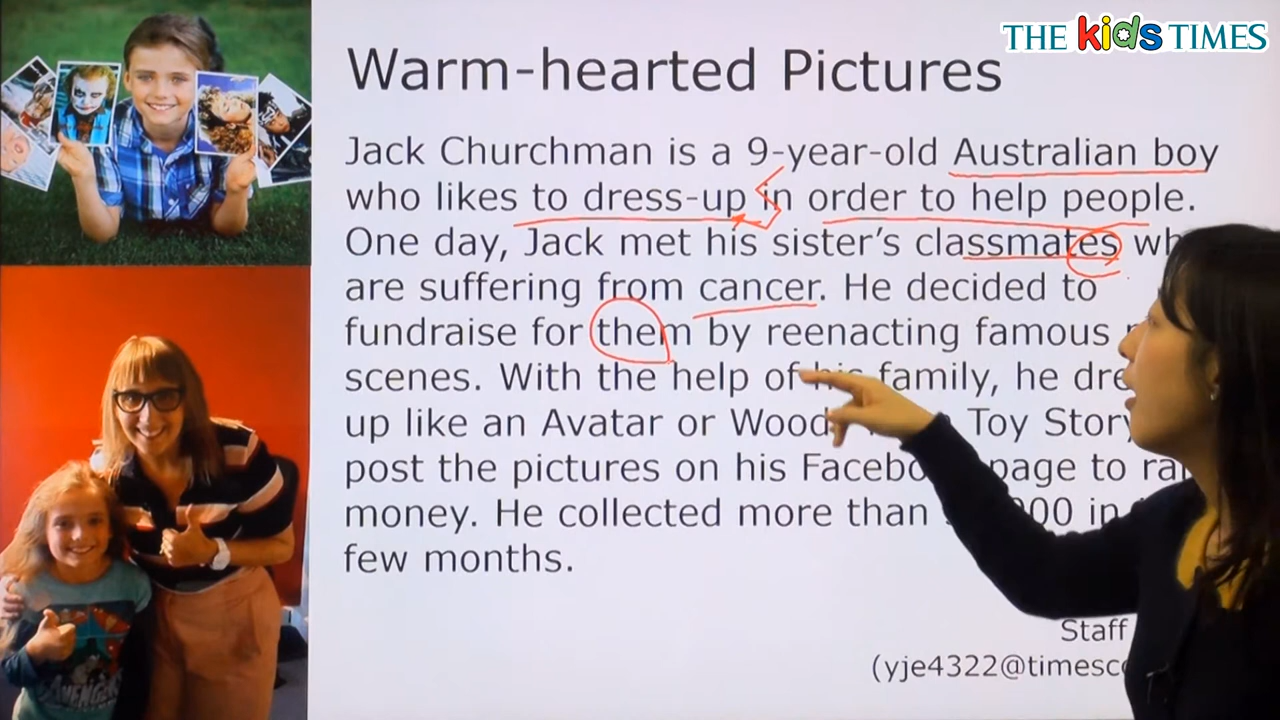 THE kids TIMES
Warm-hearted Pictures
Jack Churchman is a 9-year-old Australian boy
who likes to dress-up in order to help people.
One day, Jack met his sister's classmates
are suffering from cancer. He decided to
fundraise for them by reenacting famous
scenes. With the help of his family, he
up like an Avatar or Toy Story
post the pictures on his page to
money. He collected more than in
few months.
Staff
AVENGERS